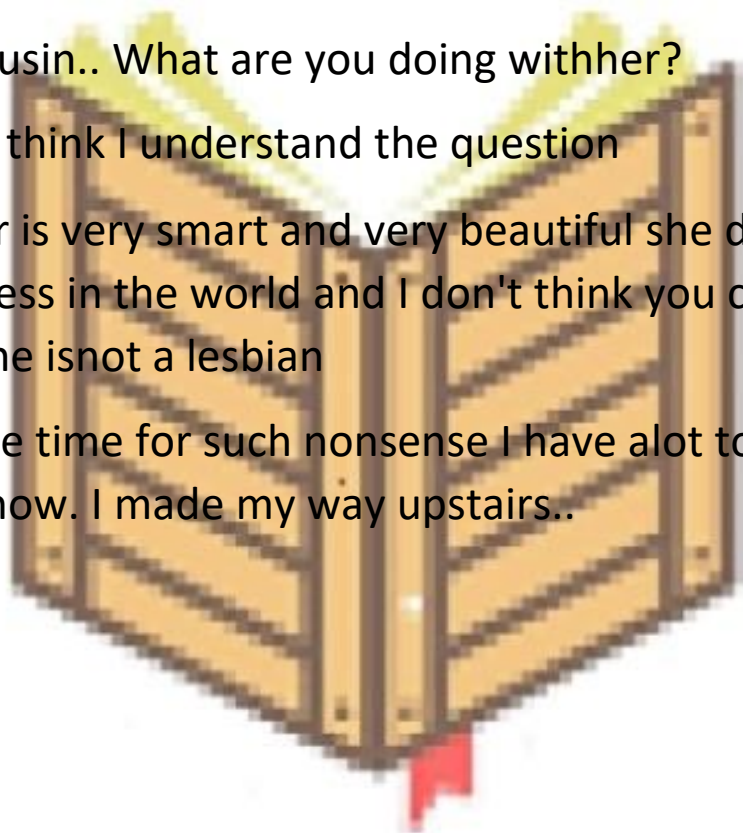 usin.. What are you doing withher?
think I understand the question
r is very smart and very beautiful she d
ess in the world and I don't think you c
ne isnot a lesbian
e time for such nonsense I have alot to
now. I made my way upstairs..